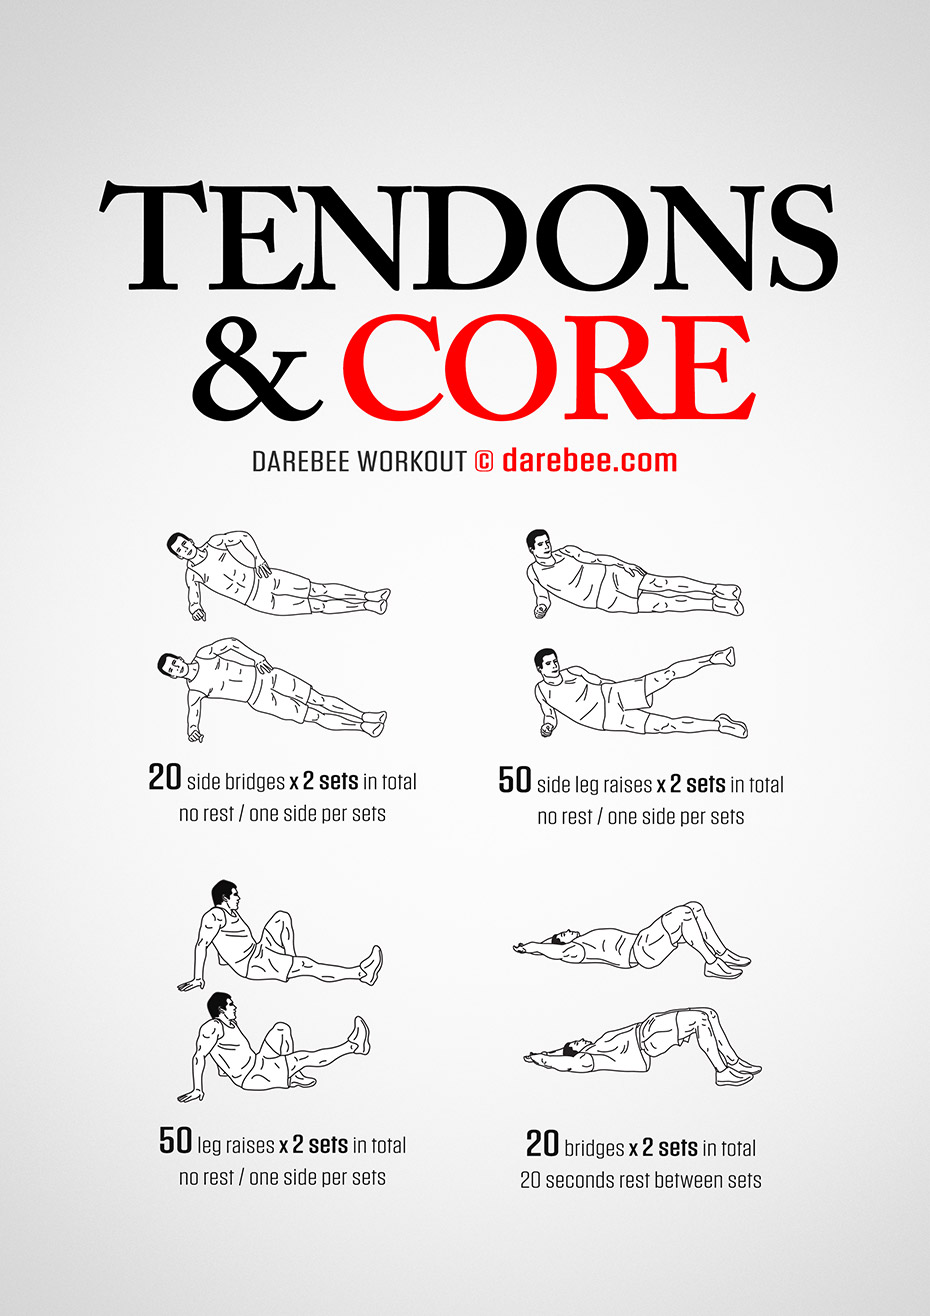 TENDONS
& CORE
DAREBEE WORKOUT © darebee.com
20 side bridges x 2 sets in total
no rest / one side per sets
50 side leg raises x 2 sets in total
no rest / one side per sets
50 leg raises x 2 sets in total
no rest / one side per sets
20 bridges x 2 sets in total
20 seconds rest between sets